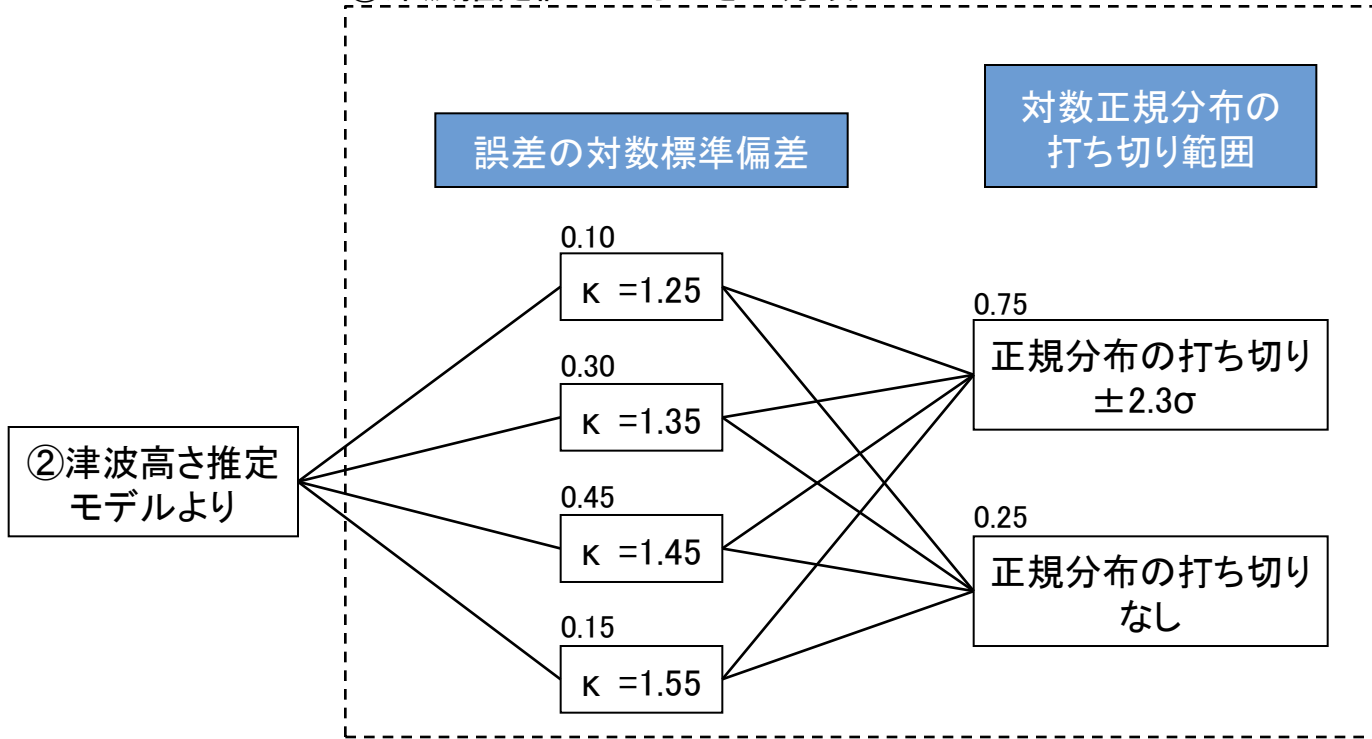 誤差の対数標準偏差
対数正規分布の
打ち切り範囲
0.10
κ =1.25
0.30
κ =1.35
0.45
κ =1.45
0.15
κ =1.55
0.75
正規分布の打ち切り
±2.3σ
0.25
正規分布の打ち切り
なし
②津波高さ推定
モデルより